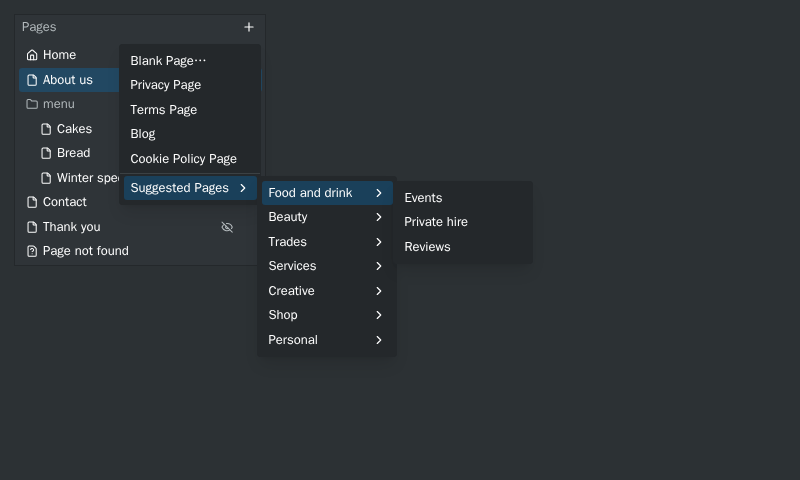 Pages
Home
About us
menu
Cakes
Bread
Winter
Contact
Thank you
Page not found
Blank Page···
Privacy Page
Terms Page
Blog
Cookie Policy Page
Suggested Pages
Food and drink
Beauty
Trades
Services
Creative
Shop
Personal
Events
Private hire
Reviews